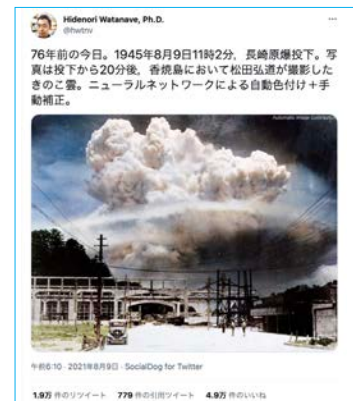 Hidenori Watanave, Ph.D.
@hwtnv
76年前の今日。1945年8月9日11時2分,長崎原爆投下。写
真は投下から20分後,香焼島において松田弘道が撮影した
きのこ雲。ニューラルネットワークによる自動色付け+手
動補正。
午前6:10 · 2021年8月9日 · SocialDog for Twitter
1.9万 件のリツイート 779 件の引用ツイート 4.9万 件のいいね